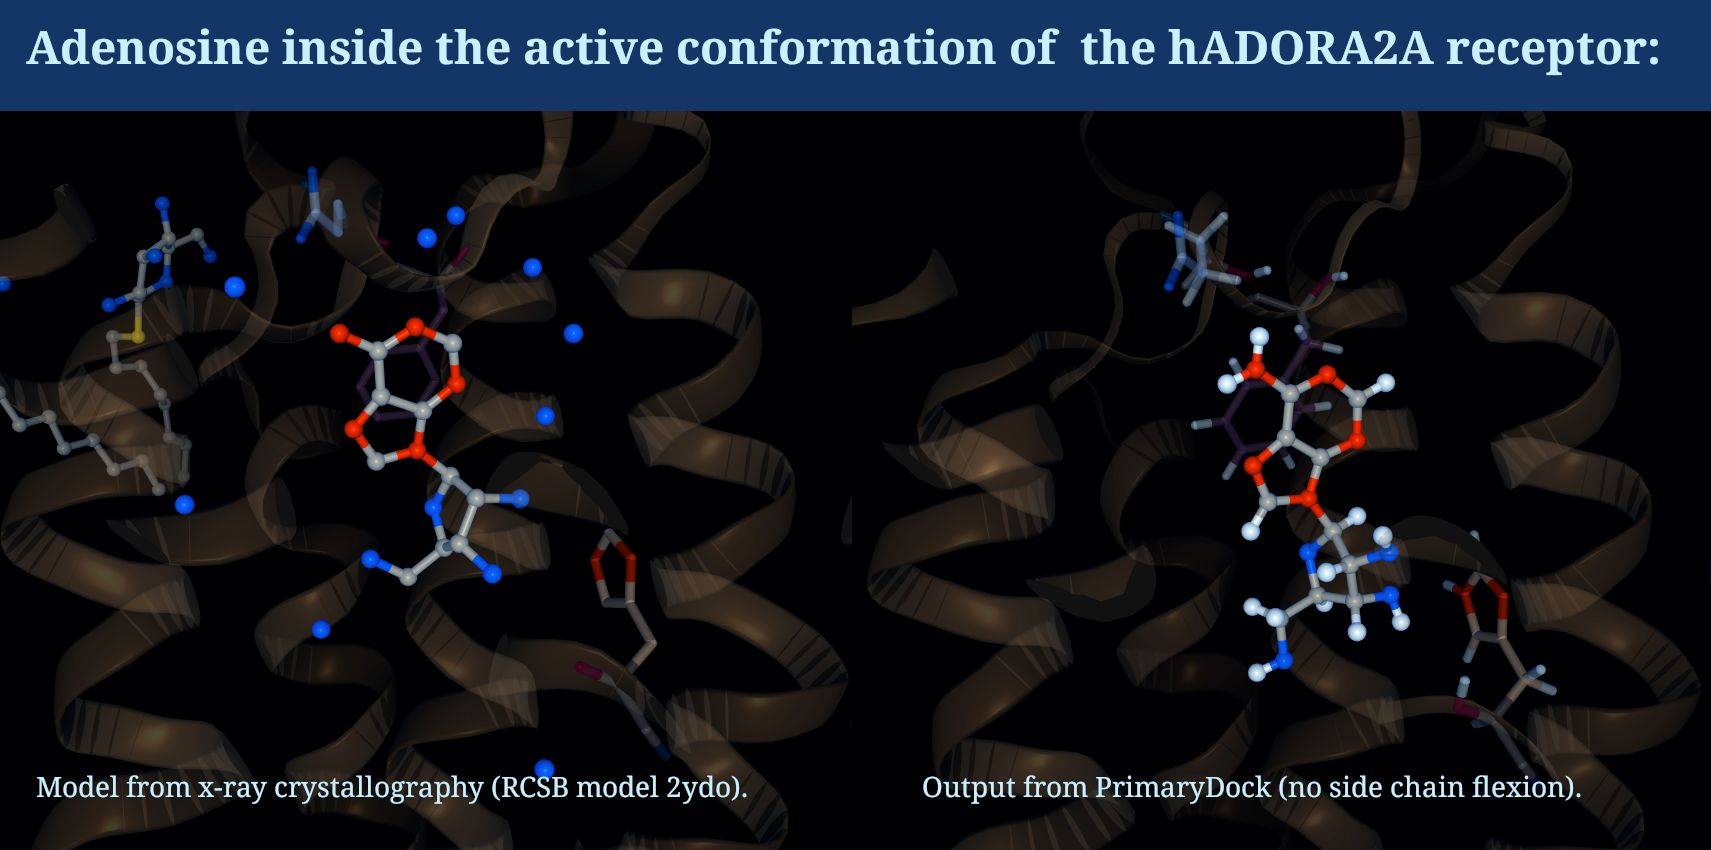 Adenosine inside the active conformation of  the hADORA2A receptor:
Model from x-ray crystallography (RCSB model 2ydo).
Output from PrimaryDock (no side chain flexion).